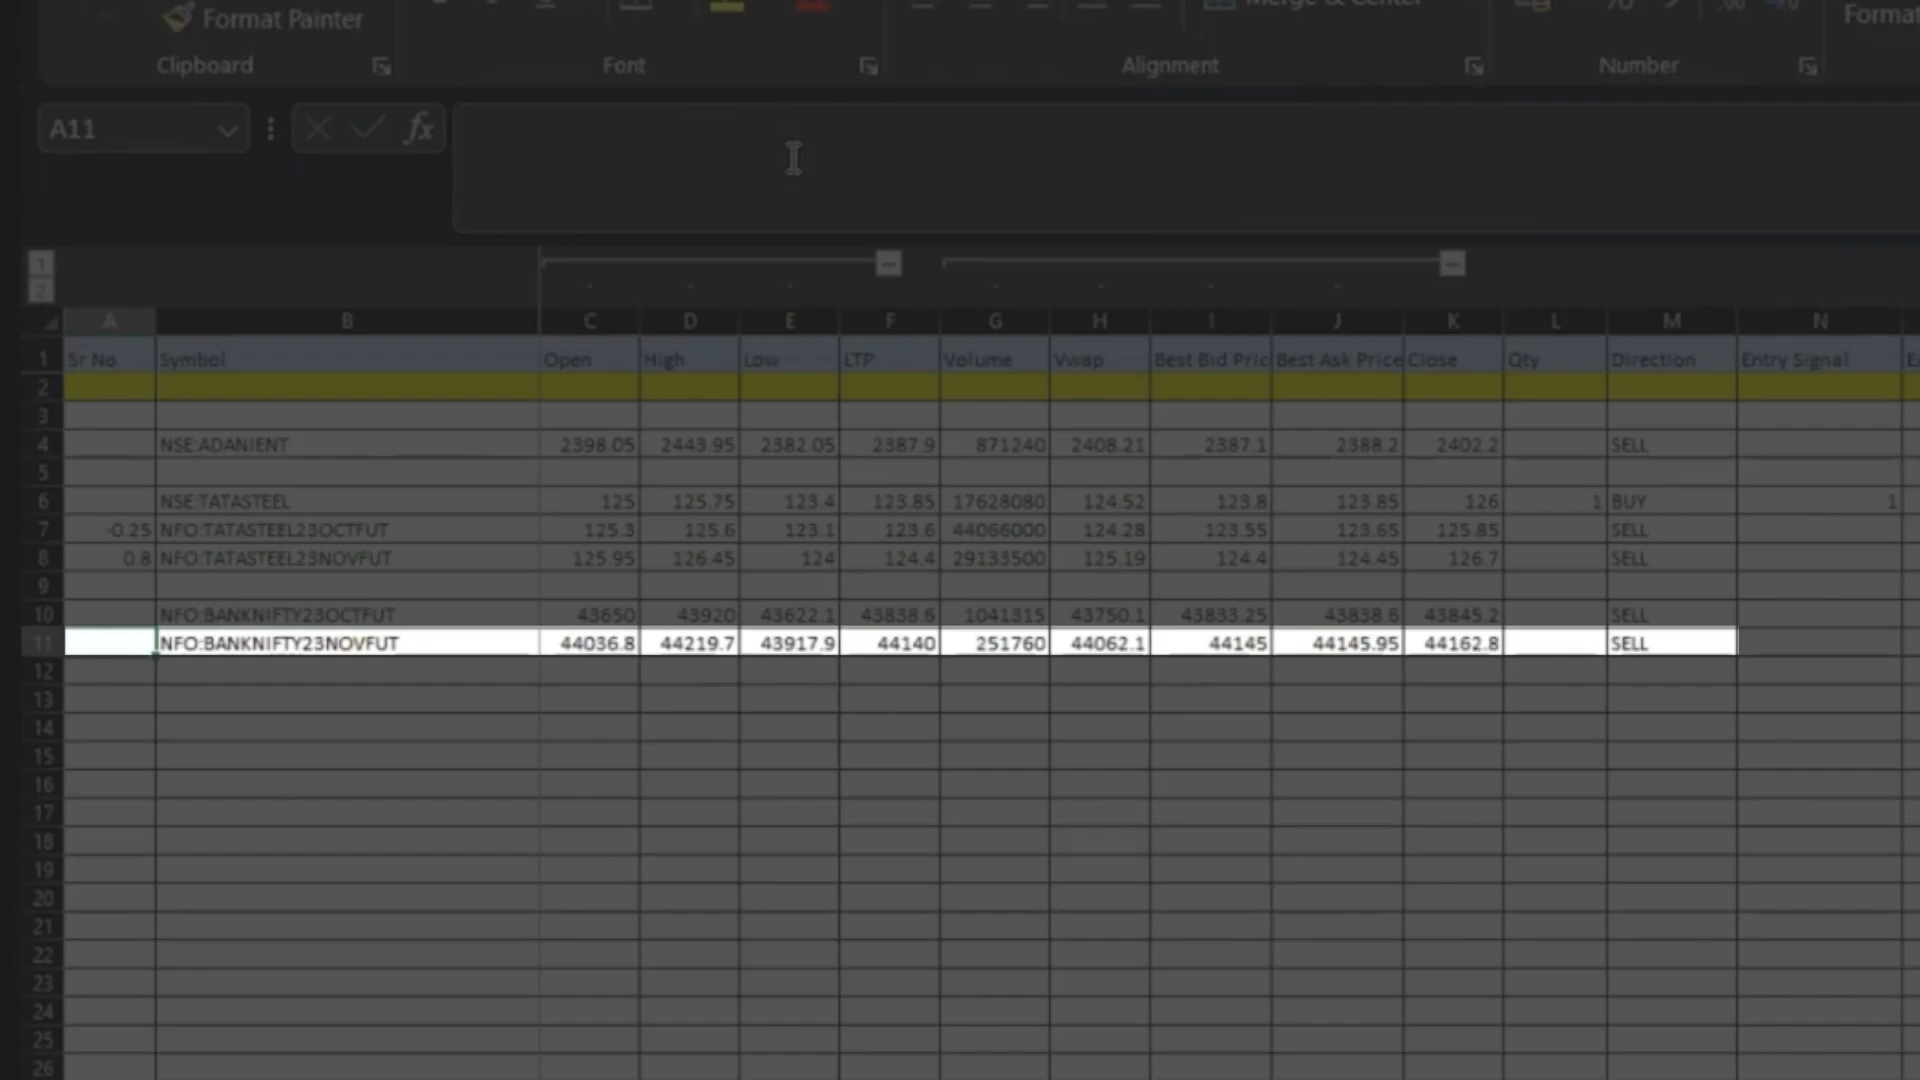 Format Painter
Merge & Center
Format
Clipboard Font Alignment Number
A11 fx
1
2
A B C D E F G H I J K L M N
1 Sr No Symbol Open High Low LTP Volume Vwap Best Bid Pric Best Ask Price Close Qty Direction Entry Signal
2
3
4 NSE:ADANIENT 2398.05 2443.95 2382.05 2387.9 871240 2408.21 2387.1 2388.2 2402.2 SELL
5
6 NSE:TATASTEEL 125 125.75 123.4 123.85 17628080 124.52 123.8 123.85 126 1 BUY 1
7 -0.25 NFO:TATASTEEL23OCTFUT 125.3 125.6 123.1 123.6 44066000 124.28 123.55 123.65 125.85 SELL
8 0.8 NFO:TATASTEEL23NOVFUT 125.95 126.45 124 124.4 29133500 125.19 124.4 124.45 126.7 SELL
9
10 NFO:BANKNIFTY23OCTFUT 43650 43920 43622.1 43838.6 1041315 43750.1 43833.25 43838.6 43845.2 SELL
11 NFO:BANKNIFTY23NOVFUT 44036.8 44219.7 43917.9 44140 251760 44062.1 44145 44145.95 44162.8 SELL
12
13
14
15
16
17
18
19
20
21
22
23
24
25
26